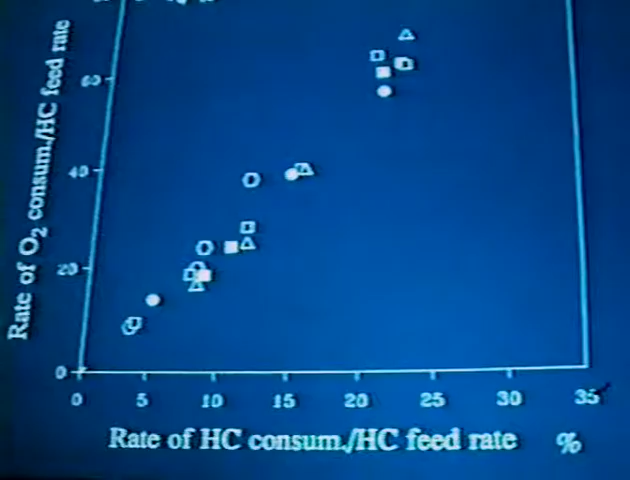 Rate of O2 consum./HC feed rate
60
40
20
0
0 5 10 15 20 25 30 35
Rate of HC consum./HC feed rate %